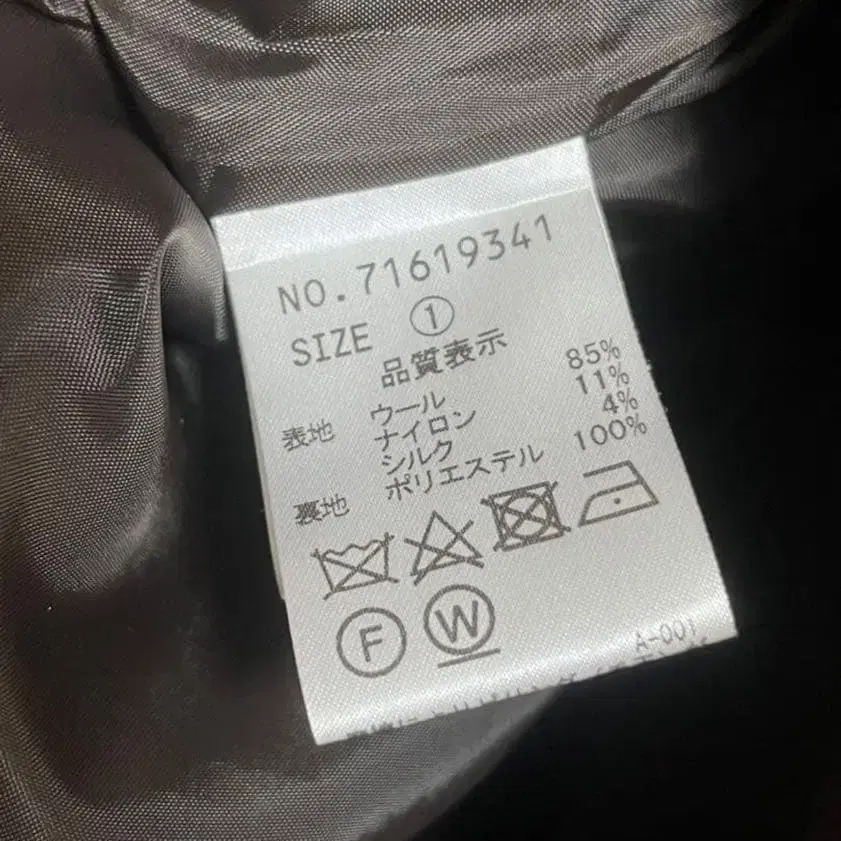 NO.71619341
SIZE ①
品質表示
表地 ウール 85%
ナイロン 11%
シルク 4%
裏地 ポリエステル 100%
F W
A-001